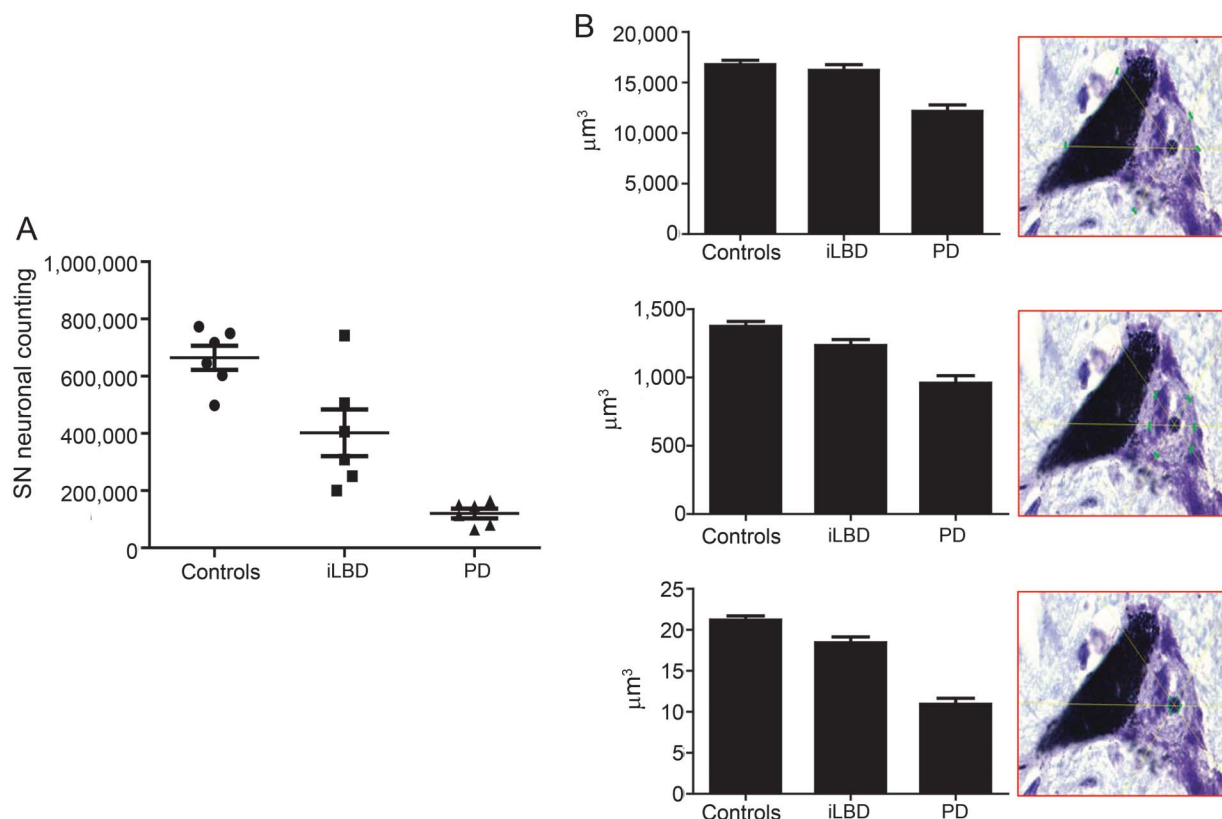 A
SN neuronal counting
1,000,000
800,000
600,000
400,000
200,000
0
Controls iLBD PD
B
μm³
20,000
15,000
10,000
5,000
0
Controls iLBD PD
μm³
1,500
1,000
500
0
Controls iLBD PD
μm³
25
20
15
10
5
0
Controls iLBD PD